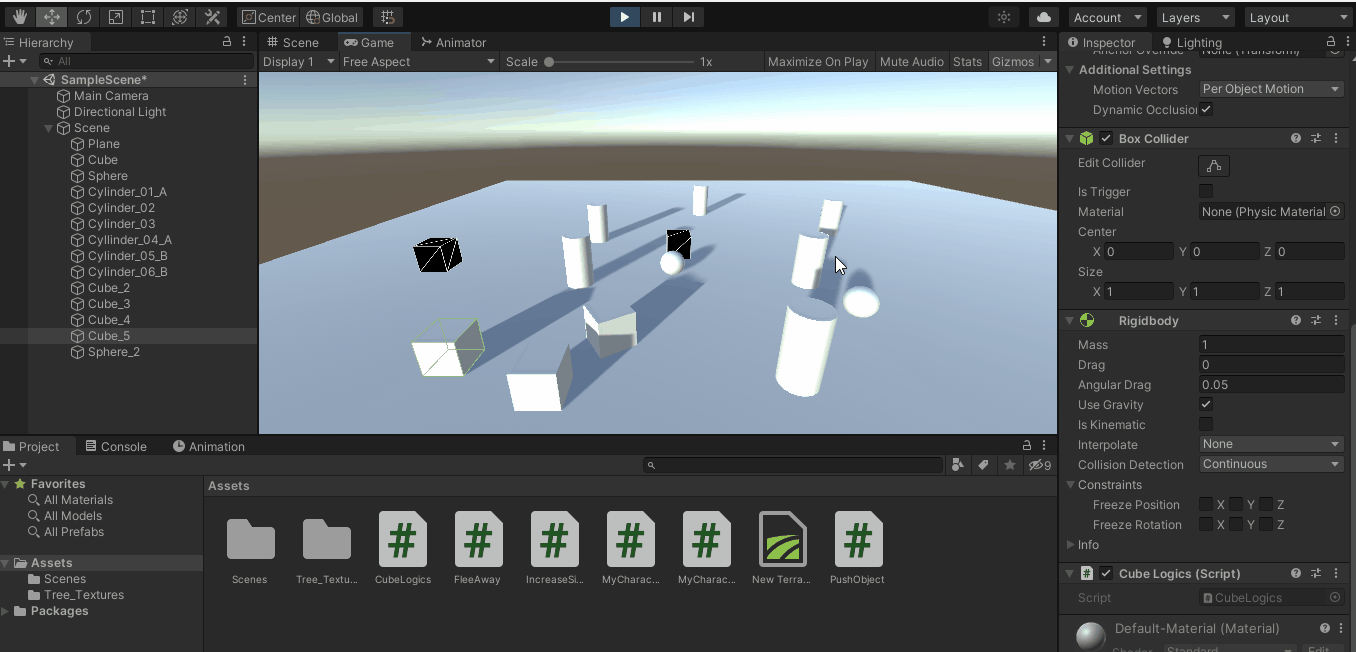 Center Global Account Layers Layout
Hierarchy
All
SampleScene*
Main Camera
Directional Light
Scene
Plane
Cube
Sphere
Cylinder_01_A
Cylinder_02
Cylinder_03
Cyllinder_04_A
Cylinder_05_B
Cylinder_06_B
Cube_2
Cube_3
Cube_4
Cube_5
Sphere_2
Scene Game Animator
Display 1 Free Aspect Scale 1x Maximize On Play Mute Audio Stats Gizmos
Inspector Lighting
Anchor Override None (Transform)
Additional Settings
Motion Vectors Per Object Motion
Dynamic Occlusion
Box Collider
Edit Collider
Is Trigger
Material None (Physic Material
Center
X 0 Y 0 Z 0
Size
X 1 Y 1 Z 1
Rigidbody
Mass 1
Drag 0
Angular Drag 0.05
Use Gravity
Is Kinematic
Interpolate None
Collision Detection Continuous
Constraints
Freeze Position X Y Z
Freeze Rotation X Y Z
Info
# Cube Logics (Script)
Script CubeLogics
Default-Material (Material)
Shader Standard Edit
Project Console Animation
9
Favorites
All Materials
All Models
All Prefabs
Assets
Scenes
Tree_Textures
Packages
Assets
# # # # # #
Scenes Tree_Textu... CubeLogics FleeAway IncreaseSi... MyCharac... MyCharac... New Terra... PushObject